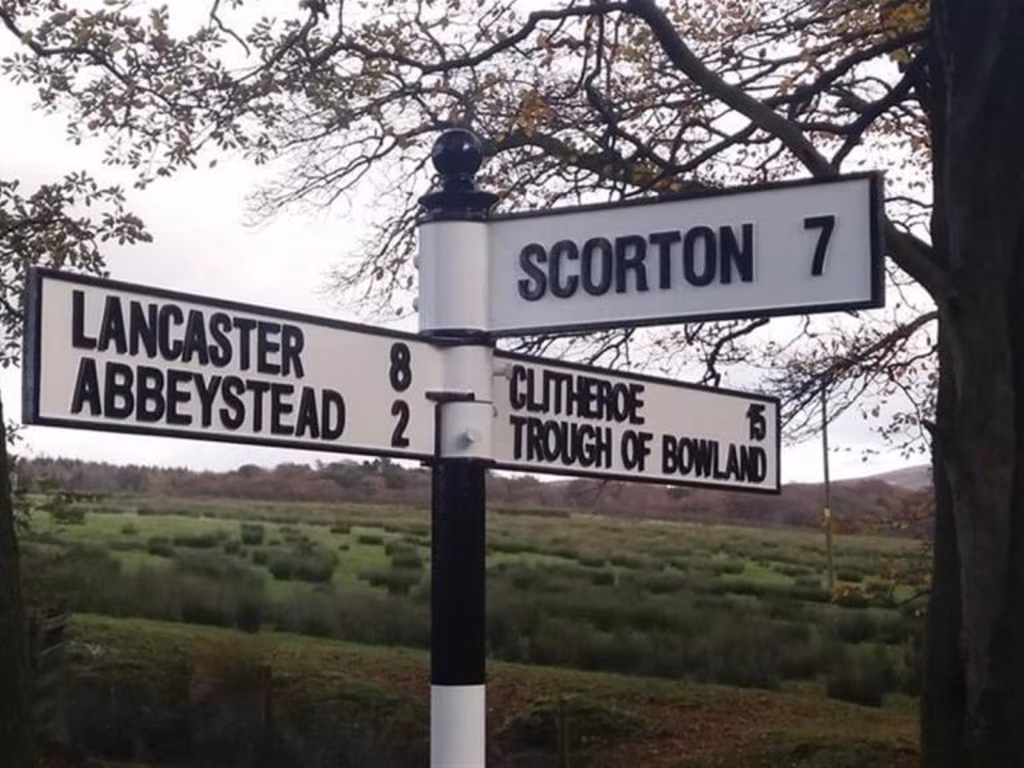 SCORTON 7
LANCASTER 8
ABBEYSTEAD 2
CLITHEROE 15
TROUGH OF BOWLAND